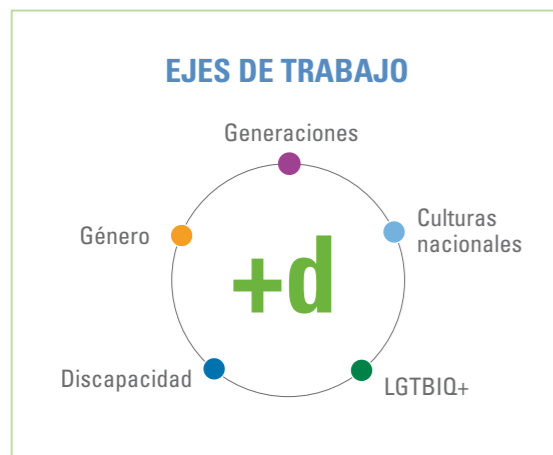 EJES DE TRABAJO
Generaciones
Culturas
nacionales
Género
+d
Discapacidad
LGTBIQ+